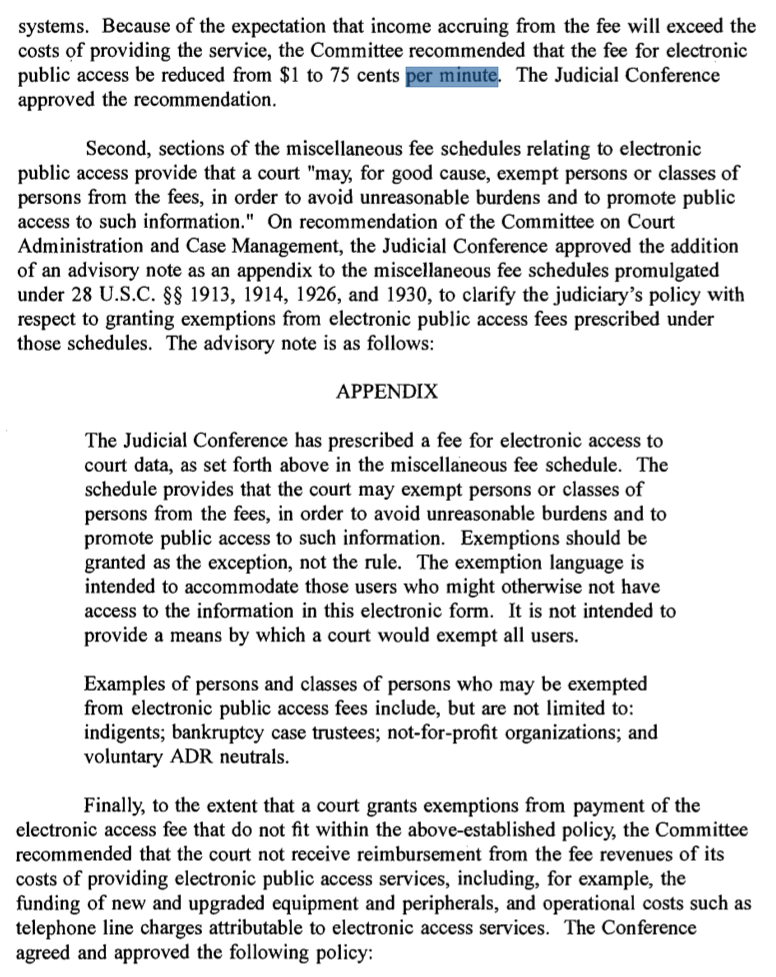 systems. Because of the expectation that income accruing from the fee will exceed the
costs of providing the service, the Committee recommended that the fee for electronic
public access be reduced from $1 to 75 cents per minute. The Judicial Conference
approved the recommendation.
Second, sections of the miscellaneous fee schedules relating to electronic
public access provide that a court "may, for good cause, exempt persons or classes of
persons from the fees, in order to avoid unreasonable burdens and to promote public
access to such information." On recommendation of the Committee on Court
Administration and Case Management, the Judicial Conference approved the addition
of an advisory note as an appendix to the miscellaneous fee schedules promulgated
under 28 U.S.C. §§ 1913, 1914, 1926, and 1930, to clarify the judiciary's policy with
respect to granting exemptions from electronic public access fees prescribed under
those schedules. The advisory note is as follows:
APPENDIX
The Judicial Conference has prescribed a fee for electronic access to
court data, as set forth above in the miscellaneous fee schedule. The
schedule provides that the court may exempt persons or classes of
persons from the fees, in order to avoid unreasonable burdens and to
promote public access to such information. Exemptions should be
granted as the exception, not the rule. The exemption language is
intended to accommodate those users who might otherwise not have
access to the information in this electronic form. It is not intended to
provide a means by which a court would exempt all users.
Examples of persons and classes of persons who may be exempted
from electronic public access fees include, but are not limited to:
indigents; bankruptcy case trustees; not-for-profit organizations; and
voluntary ADR neutrals.
Finally, to the extent that a court grants exemptions from payment of the
electronic access fee that do not fit within the above-established policy, the Committee
recommended that the court not receive reimbursement from the fee revenues of its
costs of providing electronic public access services, including, for example, the
funding of new and upgraded equipment and peripherals, and operational costs such as
telephone line charges attributable to electronic access services. The Conference
agreed and approved the following policy: